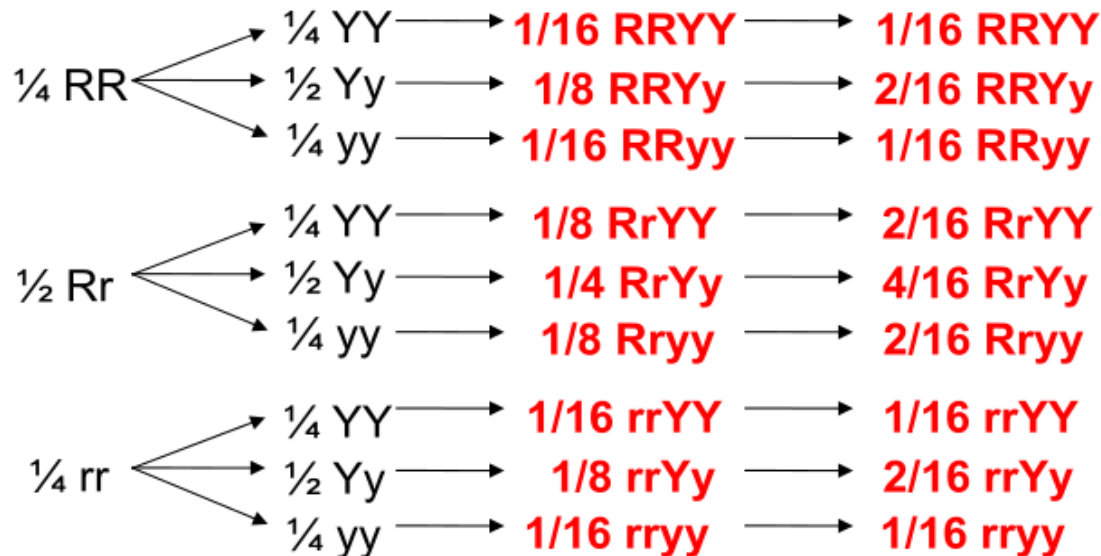 ¼ YY 1/16 RRYY 1/16 RRYY
¼ RR ½ Yy 1/8 RRYy 2/16 RRYy
¼ yy 1/16 RRyy 1/16 RRyy
¼ YY 1/8 RrYY 2/16 RrYY
½ Rr ½ Yy 1/4 RrYy 4/16 RrYy
¼ yy 1/8 Rryy 2/16 Rryy
¼ YY 1/16 rrYY 1/16 rrYY
¼ rr ½ Yy 1/8 rrYy 2/16 rrYy
¼ yy 1/16 rryy 1/16 rryy